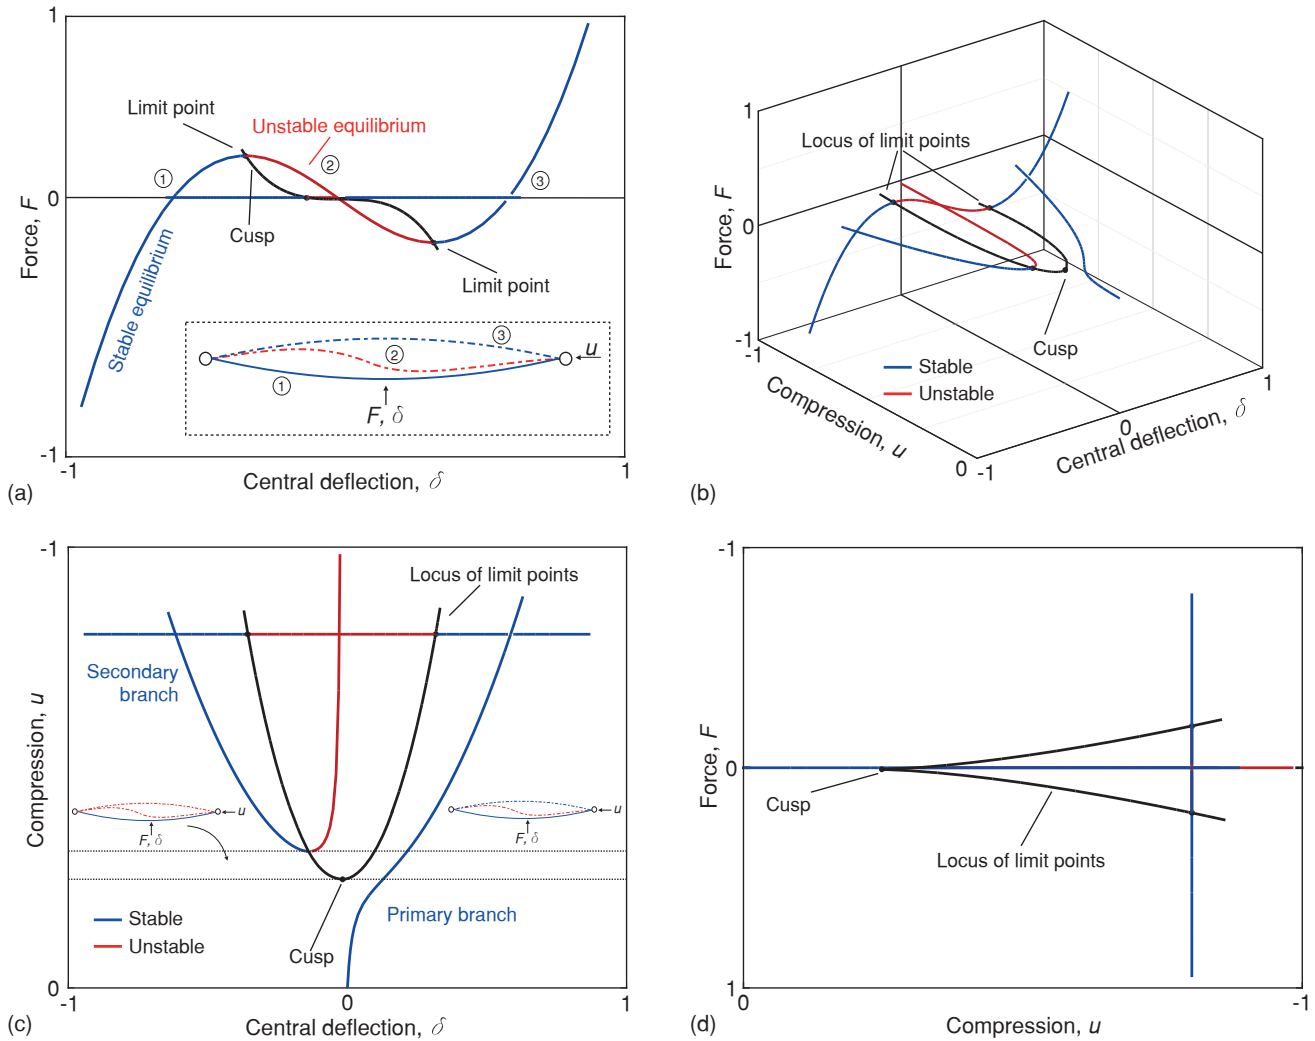 1
Limit point
Unstable equilibrium
①
②
③
Force, F
0
Cusp
Limit point
Stable equilibrium
③
②
①
u
F, δ
-1
-1
1
Central deflection, δ
(a)
1
Locus of limit points
Force, F
0
-1
-1
Cusp
Stable
Unstable
1
0
Compression, u
Central deflection, δ
0
-1
(b)
-1
Locus of limit points
Secondary
branch
Compression, u
u
F, δ
u
F, δ
Primary branch
Stable
Unstable
Cusp
0
-1
0
1
Central deflection, δ
(c)
-1
Force, F
0
Cusp
Locus of limit points
1
0
-1
Compression, u
(d)